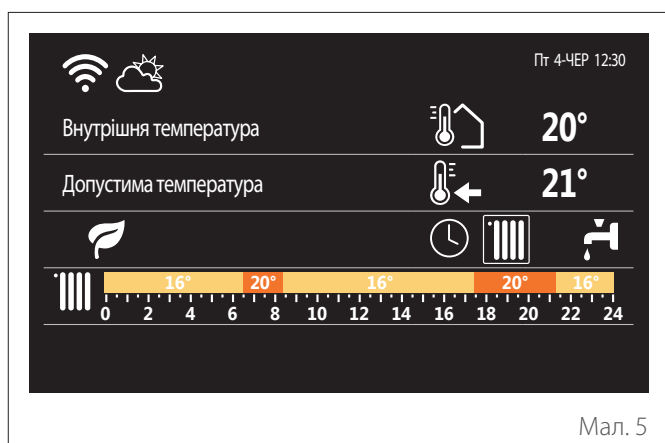 Пт 4-ЧЕР 12:30
Внутрішня температура 20°
Допустима температура 21°
16° 20° 16° 20° 16°
0 2 4 6 8 10 12 14 16 18 20 22 24
Мал. 5